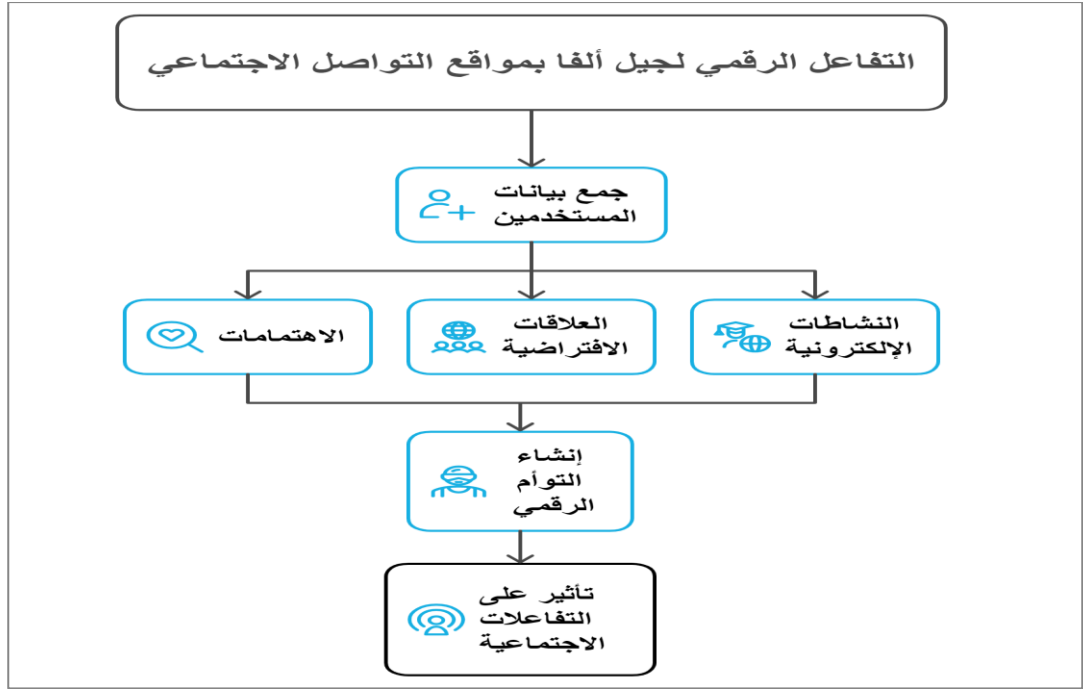 التفاعل الرقمي لجيل ألفا بمواقع التواصل الاجتماعي
جمع بيانات
المستخدمين
النشاطات
الإلكترونية
العلاقات
الافتراضية
الاهتمامات
إنشاء
التوأم
الرقمي
تأثير على
التفاعلات
الاجتماعية